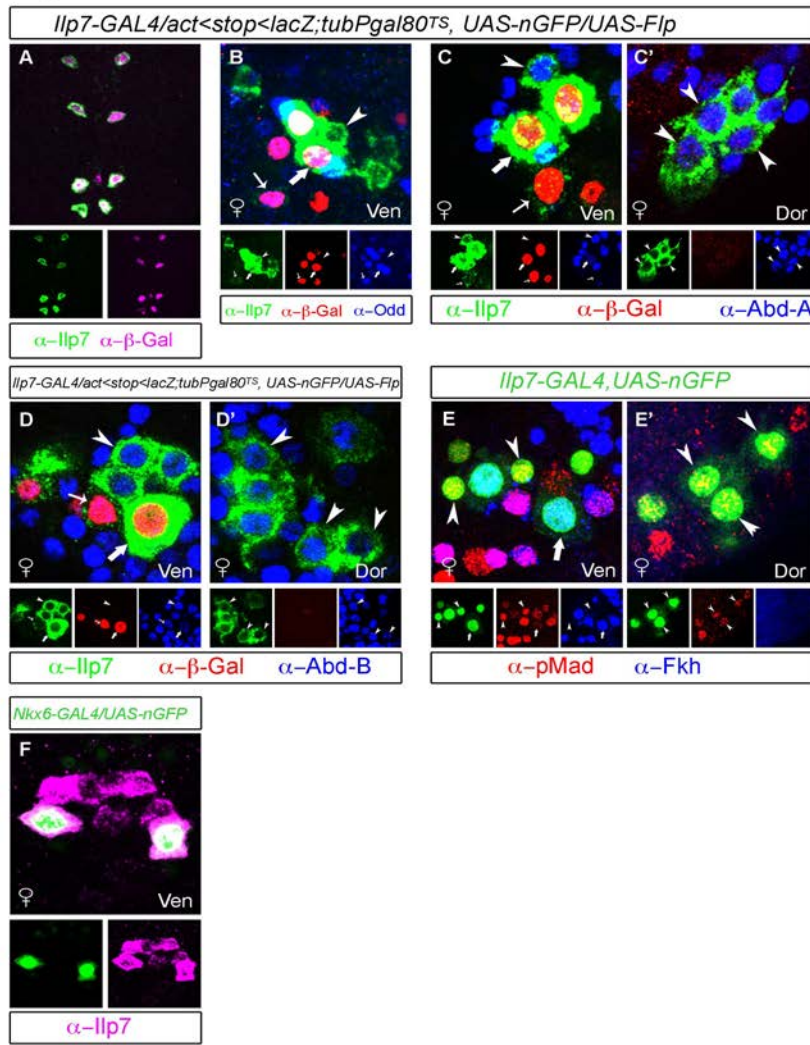 Ilp7-GAL4/act<stop<lacZ;tubPgal80TS, UAS-nGFP/UAS-Flp
A
B
C
C'
♀
Ven
♀
Ven
♀
Dor
α-Ilp7 α-β-Gal
α-Ilp7 α-β-Gal α-Odd
α-Ilp7 α-β-Gal α-Abd-A
Ilp7-GAL4/act<stop<lacZ;tubPgal80TS, UAS-nGFP/UAS-Flp
Ilp7-GAL4,UAS-nGFP
D
D'
E
E'
♀
Ven
Dor
♀
Ven
Dor
α-Ilp7 α-β-Gal α-Abd-B
α-pMad α-Fkh
Nkx6-GAL4/UAS-nGFP
F
♀
Ven
α-Ilp7